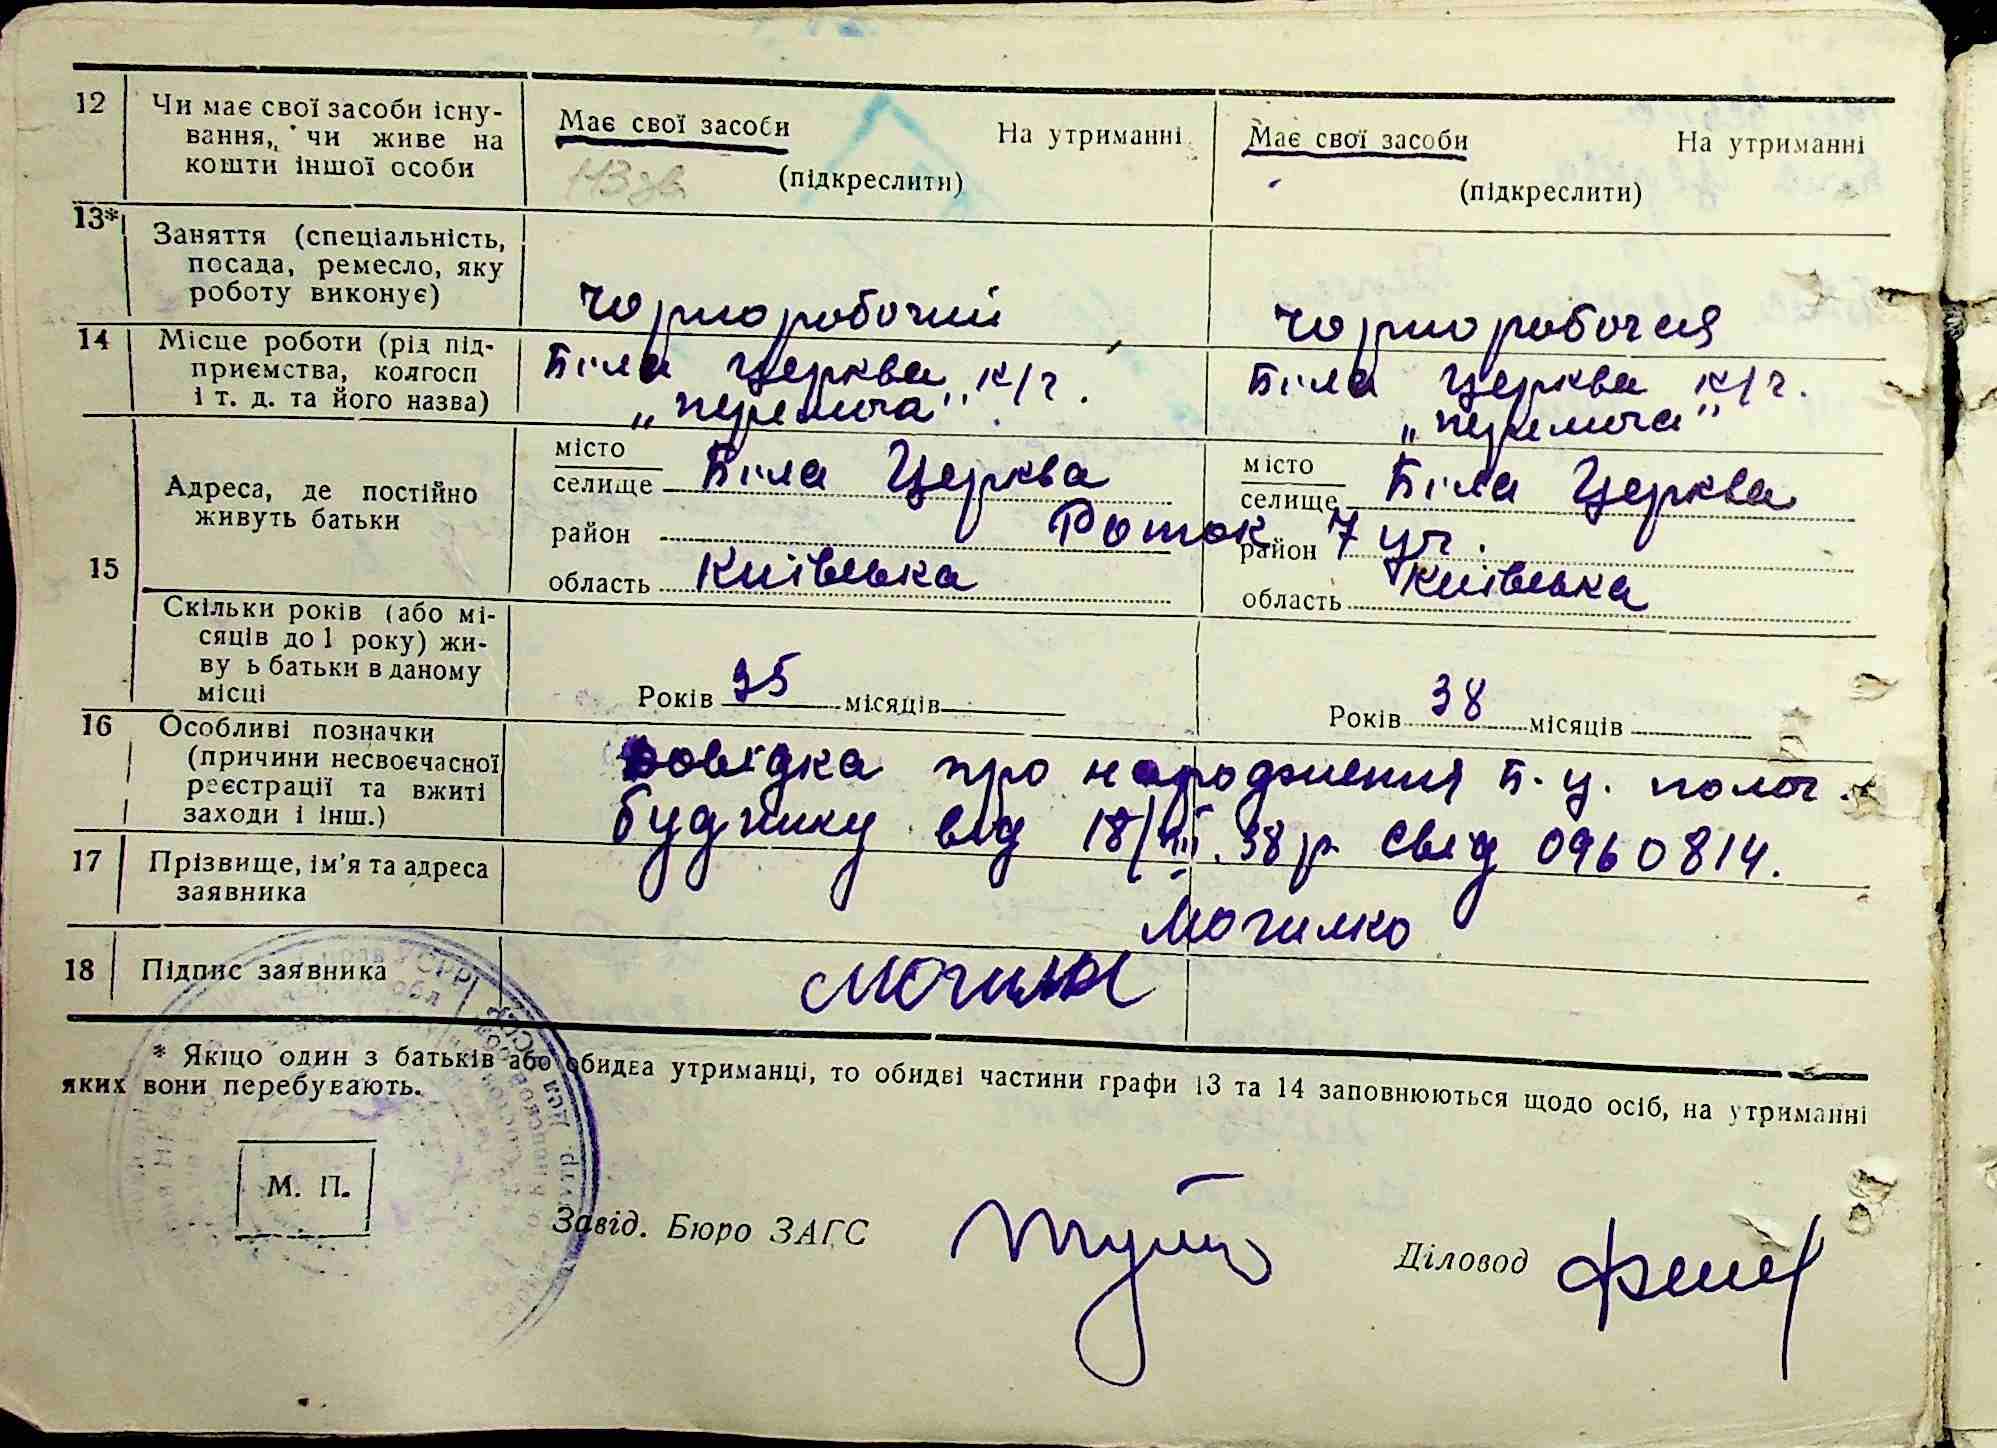 12 Чи має свої засоби існу- Має свої засоби На утриманні Має свої засоби На утриманні
вання, чи живе на
кошти іншої особи (підкреслити) (підкреслити)
13* Заняття (спеціальність,
посада, ремесло, яку
роботу виконує) Чорноробочий Чорноробочая
14 Місце роботи (рід під- Біла Церква к/г. Біла Церква к/г.
приємства, колгосп „перемога" „перемога"
і т. д. та його назва)
15 Адреса, де постійно
живуть батьки
місто
селище Біла Церква
місто
селище Біла Церква
район Роток район 7 уч.
область Київська область Київська
Скільки років (або мі-
сяців до 1 року) жи-
ву ь батьки в даному
місці Років 35 місяців Років 38 місяців
16 Особливі позначки
(причини несвоєчасної
реєстрації та вжиті
заходи і інш.)
довідка про народження Б. Ц. полог.
будинку від 18/VII.38 р. Свід 0960814.
17 Прізвище, ім'я та адреса
заявника Могилко
18 Підпис заявника
* Якщо один з батьків або обидва утриманці, то обидві частини графи 13 та 14 заповнюються щодо осіб, на утриманні
яких вони перебувають.
М. П.
Завід. Бюро ЗАГС Діловод